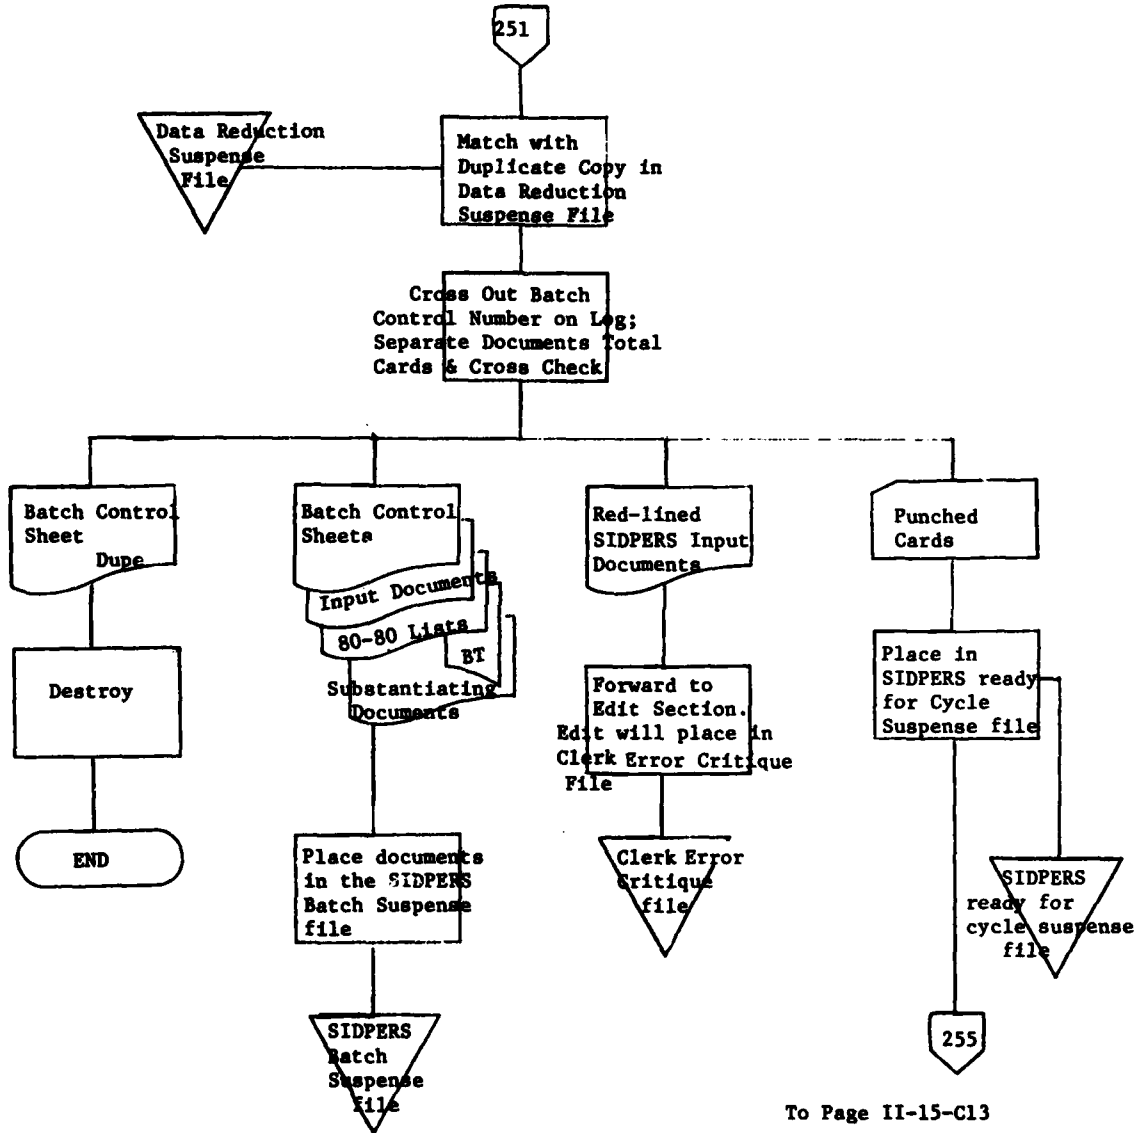 251
Data Reduction
Suspense
File
Match with
Duplicate Copy in
Data Reduction
Suspense File
Cross Out Batch
Control Number on Log;
Separate Documents Total
Cards & Cross Check
Batch Control
Sheet
Dupe
Destroy
END
Batch Control
Sheets
Input Documents
80-80 Lists
BT
Substantiating
Documents
Place documents
in the SIDPERS
Batch Suspense
file
SIDPERS
Batch
Suspense
file
Red-lined
SIDPERS Input
Documents
Forward to
Edit Section.
Edit will place in
Clerk Error Critique
File
Clerk Error
Critique
file
Punched
Cards
Place in
SIDPERS ready
for Cycle
Suspense file
SIDPERS
ready for
cycle suspense
file
255
To Page II-15-C13